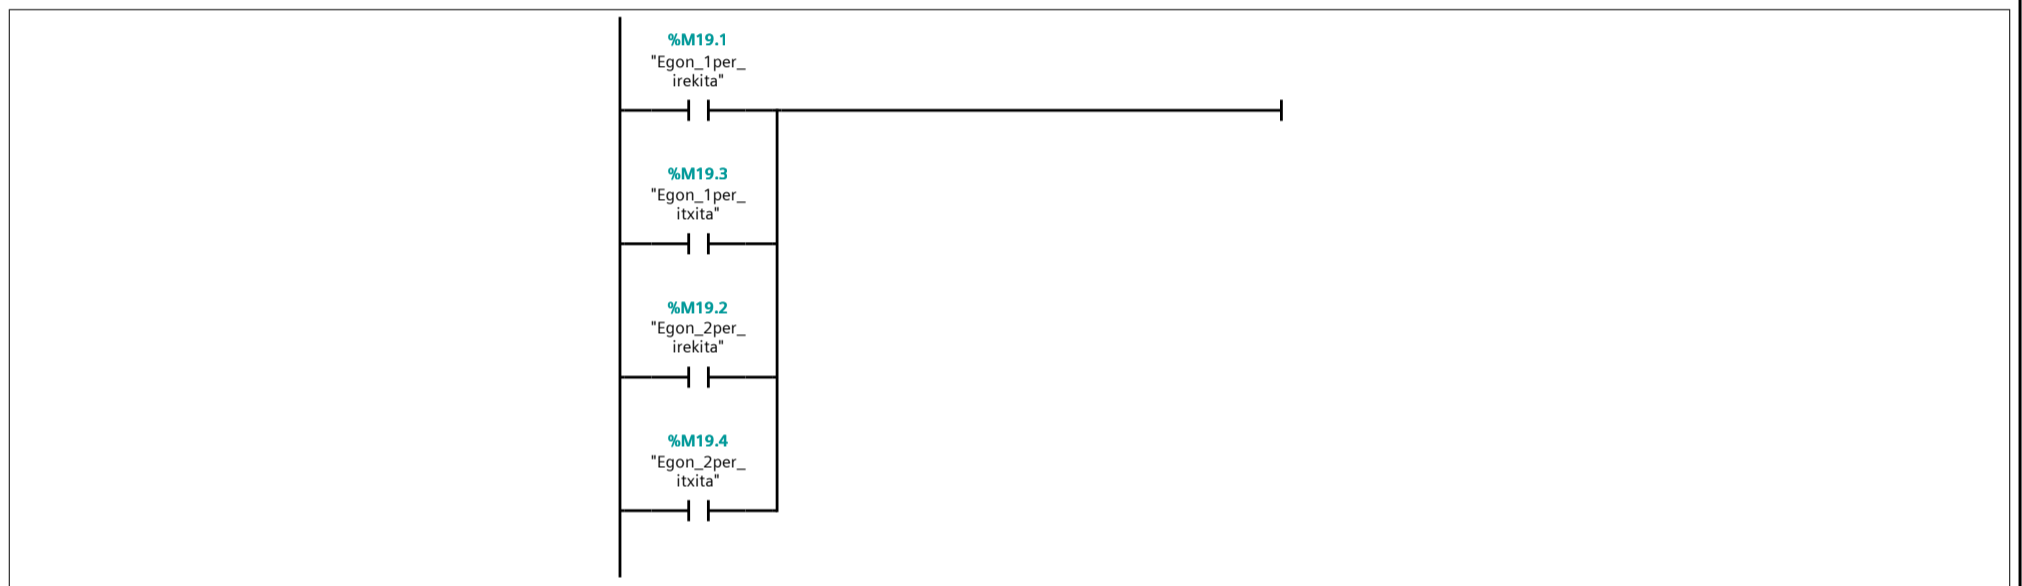 %M19.1
"Egon_1per_
irekita"
%M19.3
"Egon_1per_
itxita"
%M19.2
"Egon_2per_
irekita"
%M19.4
"Egon_2per_
itxita"